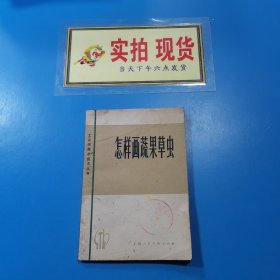 实拍 现货
当天下午六点发货
怎样画蔬果草虫
上海人民美术出版社